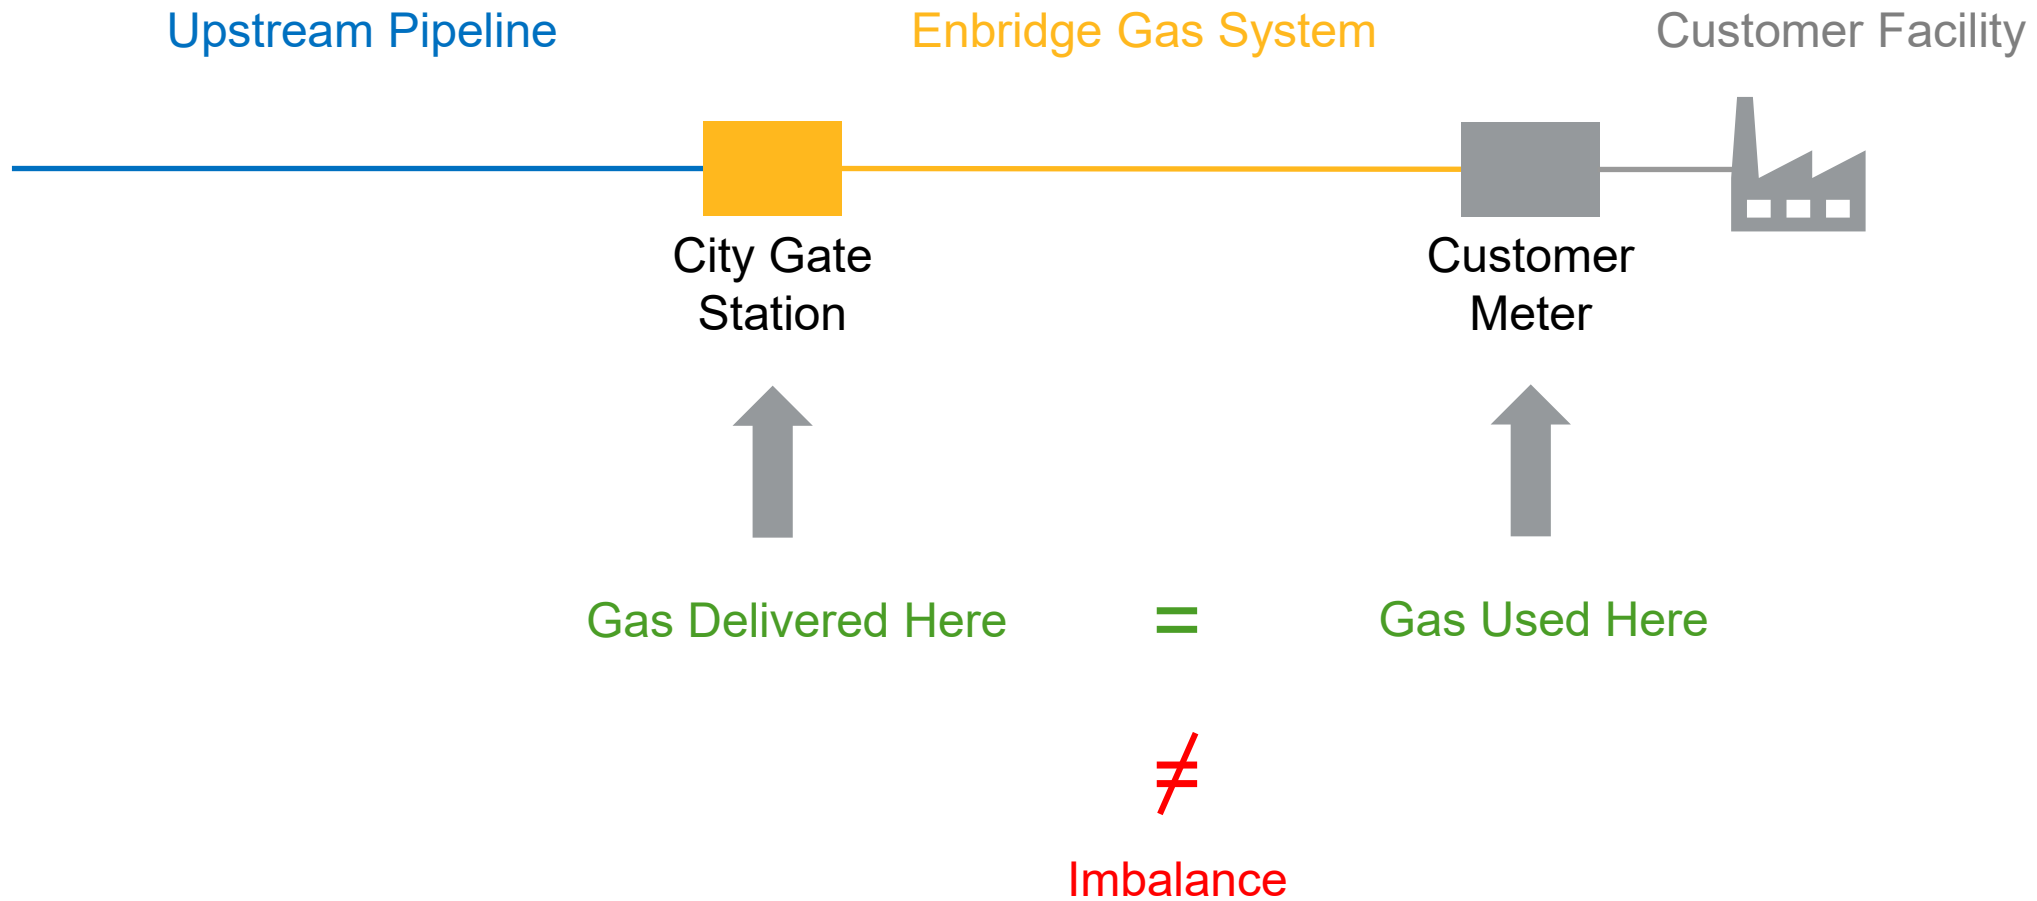 Upstream Pipeline
Enbridge Gas System
Customer Facility
City Gate
Station
Customer
Meter
Gas Delivered Here
=
Gas Used Here
≠
Imbalance